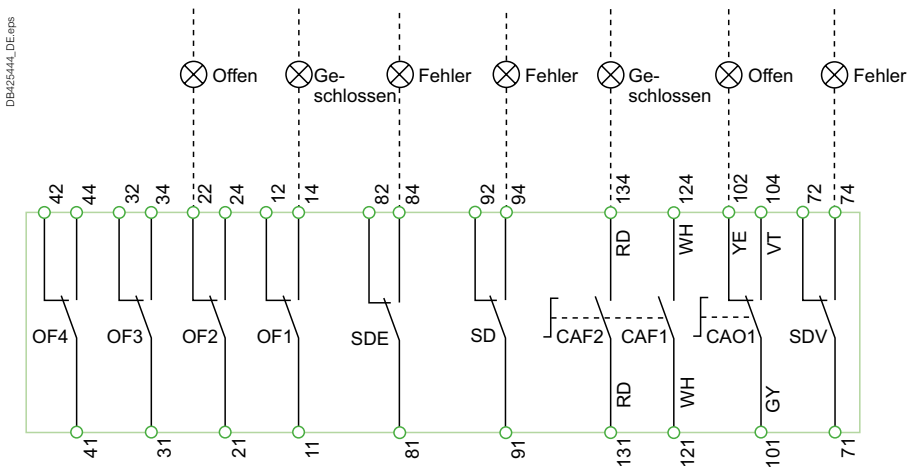 DB425444_DE.eps
Offen
Ge-
schlossen
Fehler
Fehler
Ge-
schlossen
Offen
Fehler
42
44
32
34
22
24
12
14
82
84
92
94
134
124
102
104
72
74
RD
WH
YE
VT
OF4
OF3
OF2
OF1
SDE
SD
CAF2
CAF1
CAO1
SDV
RD
WH
GY
41
31
21
11
81
91
131
121
101
71